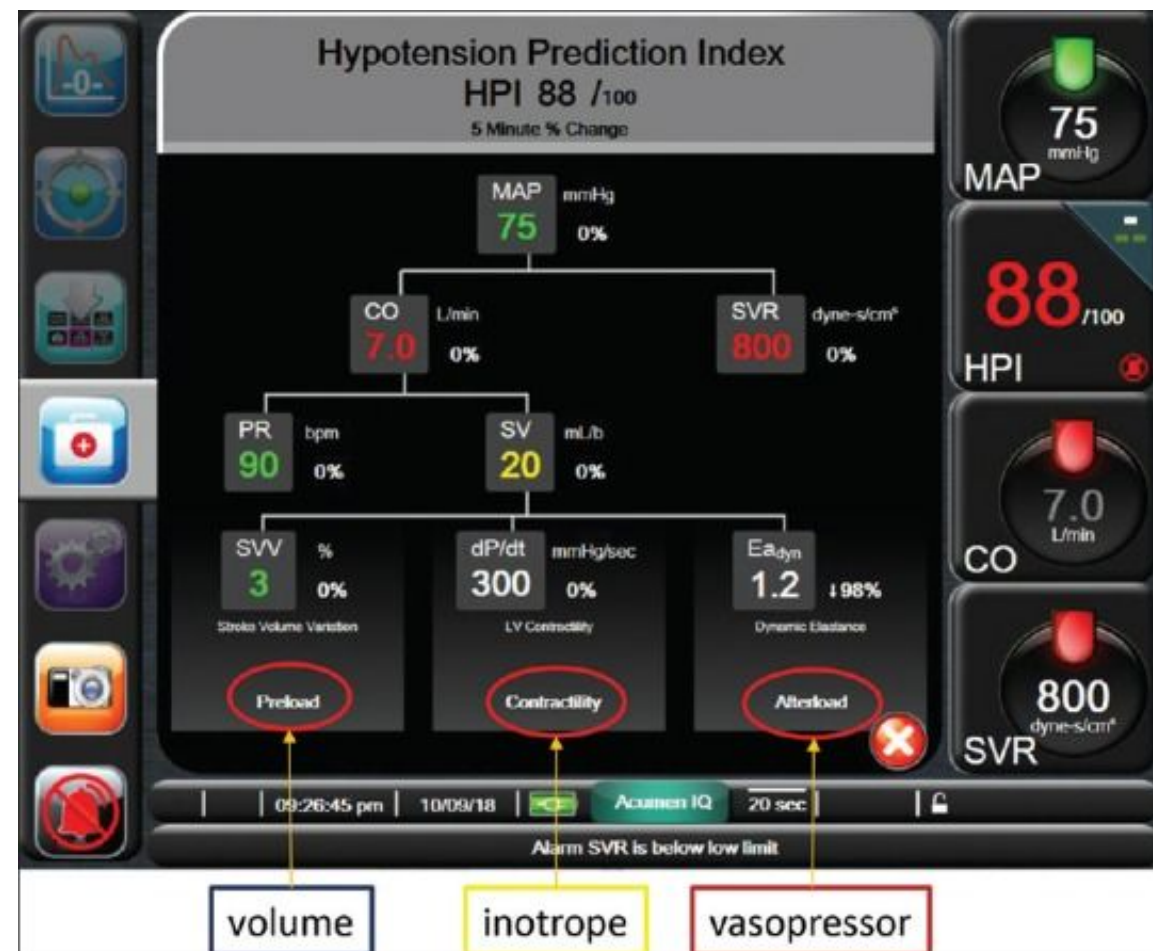 -0-
Hypotension Prediction Index
HPI 88 /100
5 Minute % Change
MAP mmHg
75 0%
CO L/min
7.0 0%
SVR dyne-s/cm⁵
800 0%
PR bpm
90 0%
SV mL/b
20 0%
SVV %
3 0%
Stroke Volume Variation
dP/dt mmHg/sec
300 0%
LV Contractility
Eadyn
1.2 ↓98%
Dynamic Elastance
Preload
Contractility
Afterload
75
mmHg
MAP
88/100
HPI
7.0
L/min
CO
800
dyne-s/cm⁵
SVR
09:26:45 pm 10/09/18 Acumen IQ 20 sec
Alarm SVR is below low limit
volume
inotrope
vasopressor